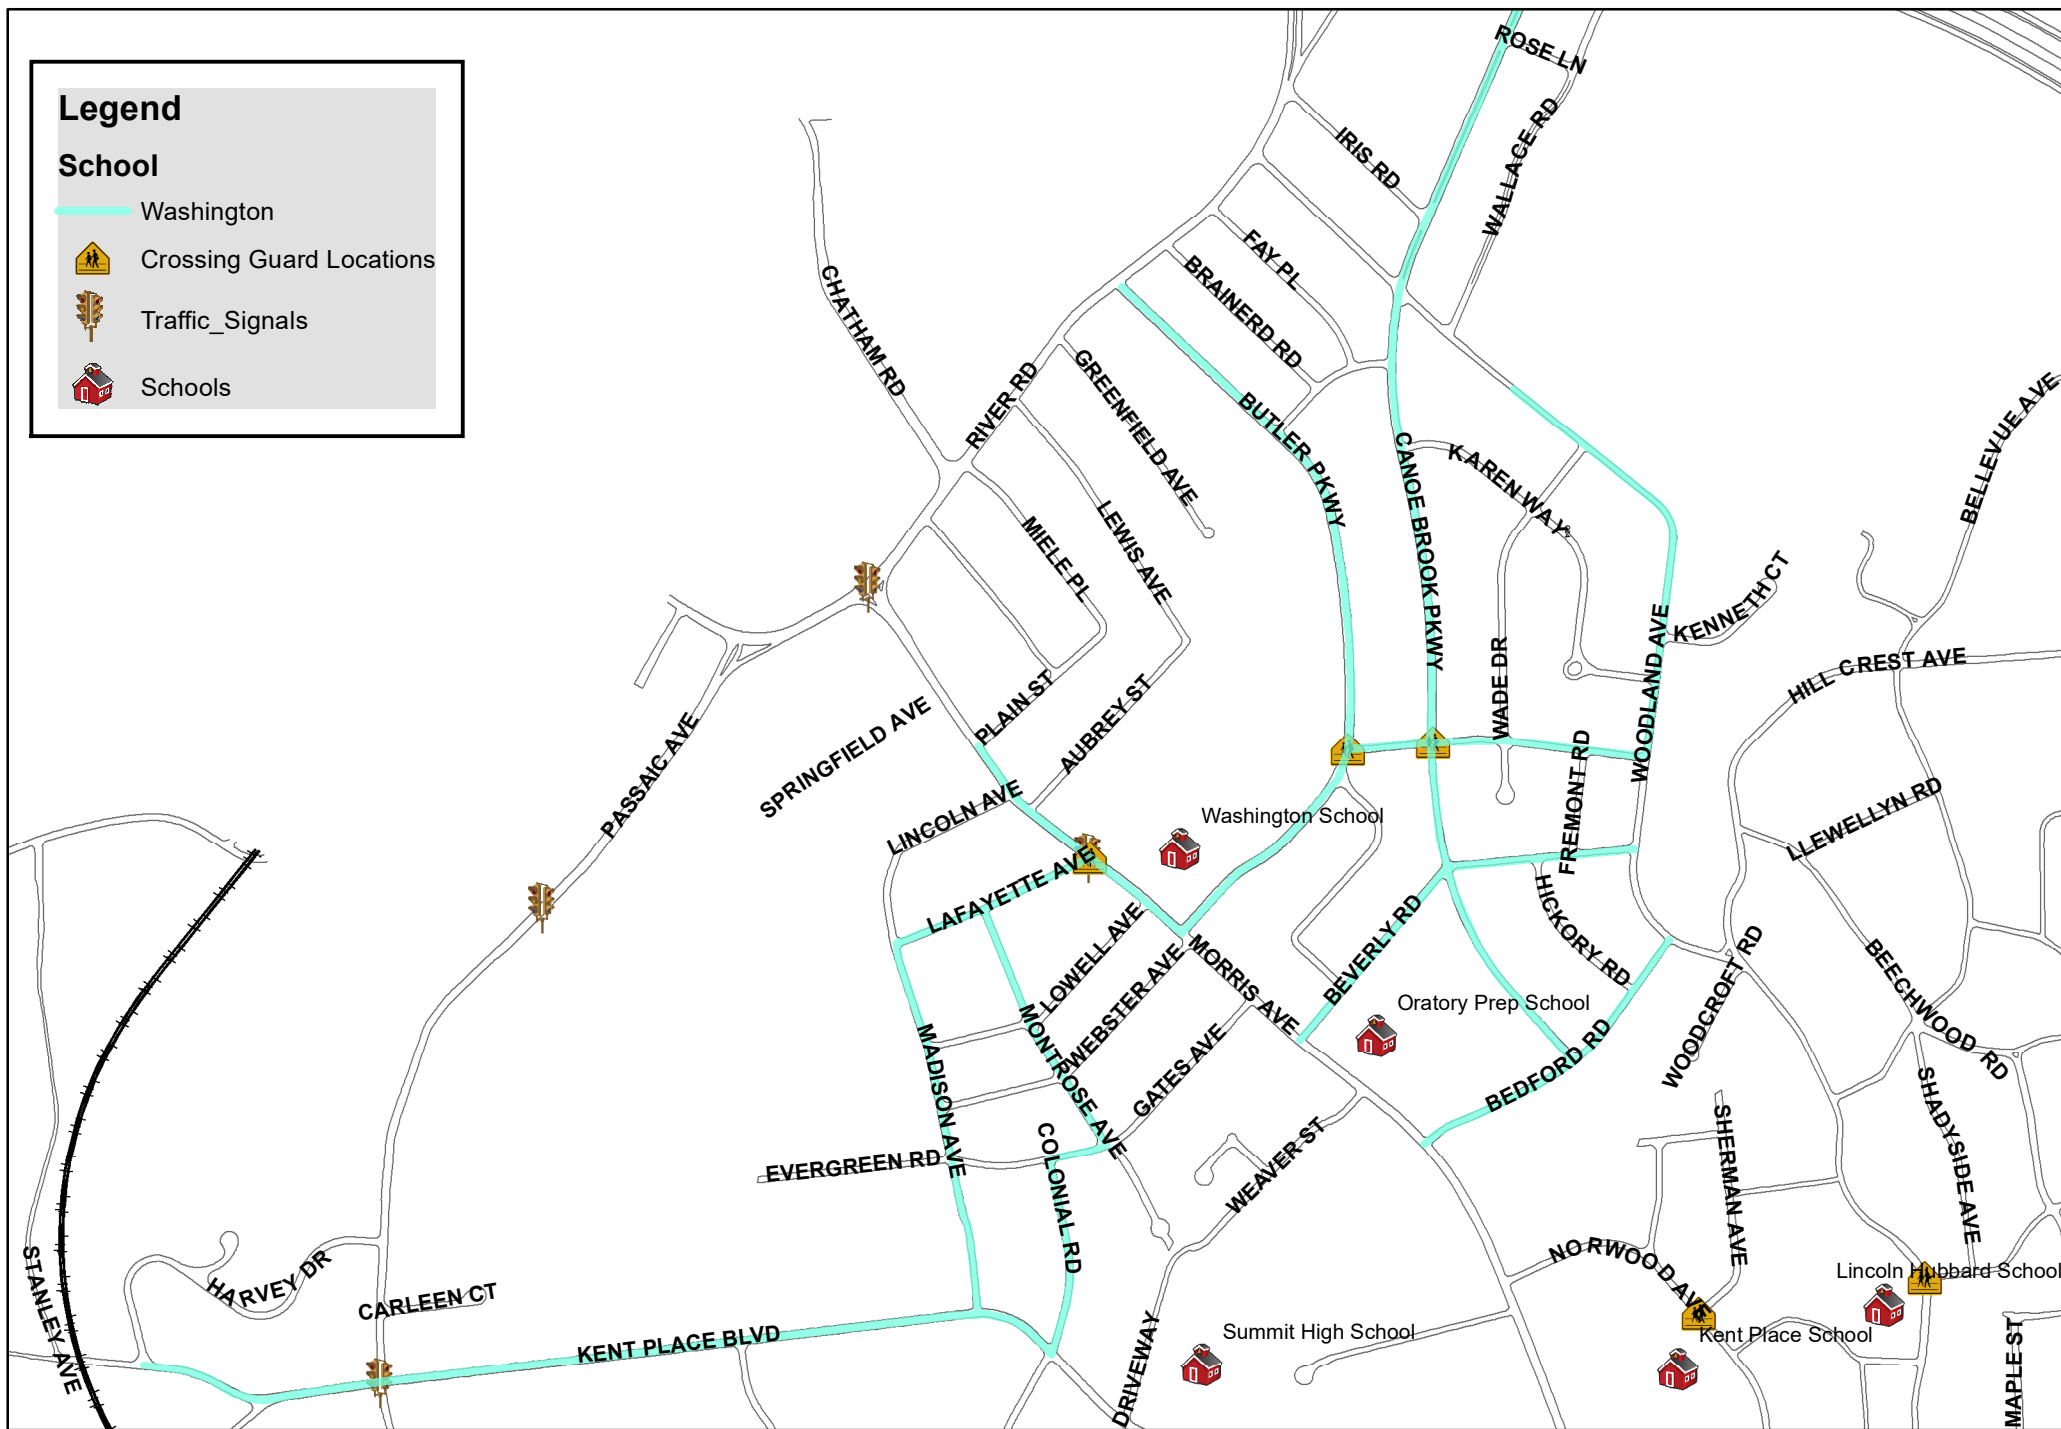 Legend
School
Washington
Crossing Guard Locations
Traffic_Signals
Schools
ROSE LN
IRIS RD
WALLACE RD
FAY PL
BRAINERD RD
CHATHAM RD
RIVER RD
GREENFIELD AVE
BUTLER PKWY
CANOE BROOK PKWY
KAREN WAY
BELLEVUE AVE
LEWIS AVE
MIELE PL
KENNETH CT
WOODLAND AVE
WADE DR
HILL CREST AVE
PLAIN ST
AUBREY ST
SPRINGFIELD AVE
PASSAIC AVE
LINCOLN AVE
FREMONT RD
LLEWELLYN RD
Washington School
LAFAYETTE AVE
HICKORY RD
LOWELL AVE
WEBSTER AVE
MORRIS AVE
BEVERLY RD
Oratory Prep School
WOODCROFT RD
BEECHWOOD RD
MADISON AVE
MONTROSE AVE
GATES AVE
BEDFORD RD
SHADYSIDE AVE
SHERMAN AVE
COLONIAL RD
EVERGREEN RD
WEAVER ST
NORWOOD AVE
STANLEY AVE
HARVEY DR
CARLEEN CT
Lincoln Hubbard School
KENT PLACE BLVD
DRIVEWAY
Summit High School
Kent Place School
MAPLE ST